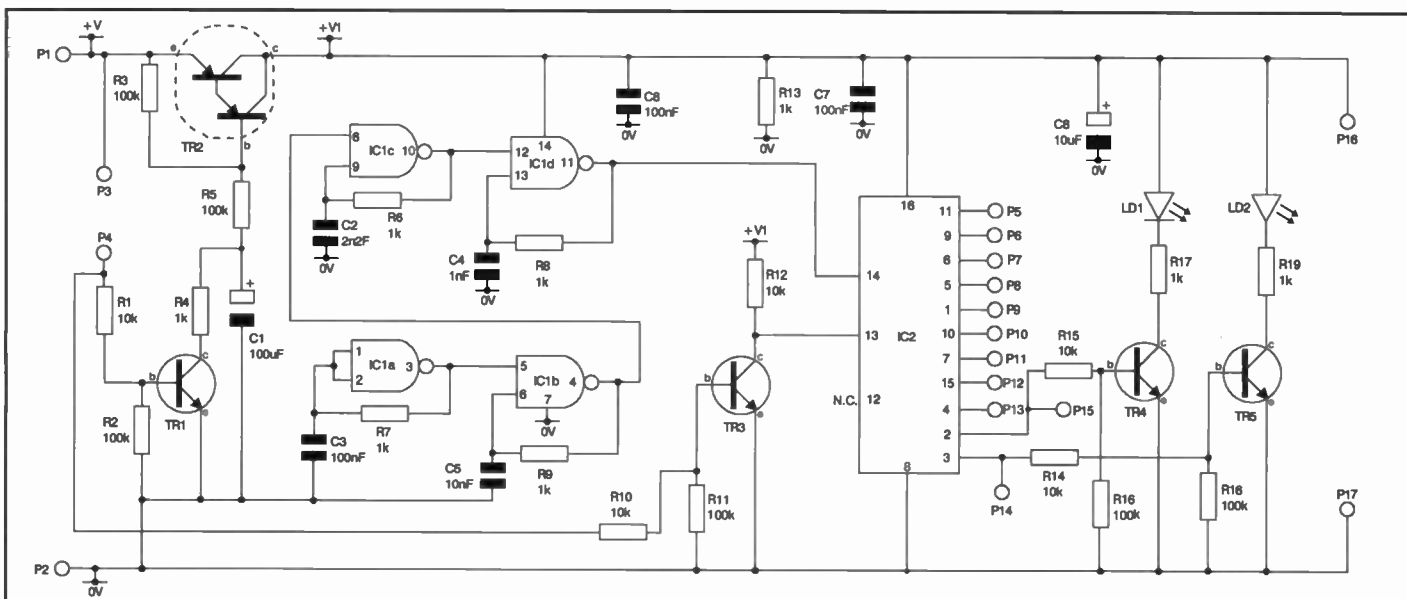 +V
P1
e
c
+V1
R3
100k
TR2
b
P3
R5
100k
P4
R1
10k
R4
1k
+
C1
100uF
b
c
e
TR1
R2
100k
P2
0V
6
9
IC1c
10
R6
1k
C2
2n2F
0V
14
12
13
IC1d
11
R8
1k
C4
1nF
0V
C6
100nF
0V
R13
1k
0V
C7
100nF
0V
1
2
IC1a
3
R7
1k
C3
100nF
5
6
IC1b
4
7
0V
R9
1k
C5
10nF
R10
10k
+V1
R12
10k
b
c
e
TR3
R11
100k
16
14
13
IC2
N.C.
12
8
11
P5
9
P6
6
P7
5
P8
1
P9
10
P10
7
P11
15
P12
4
P13
2
P15
3
P14
R15
10k
R14
10k
+
C8
10uF
0V
LD1
R17
1k
b
c
e
TR4
R16
100k
LD2
R19
1k
b
c
e
TR5
R16
100k
P16
P17